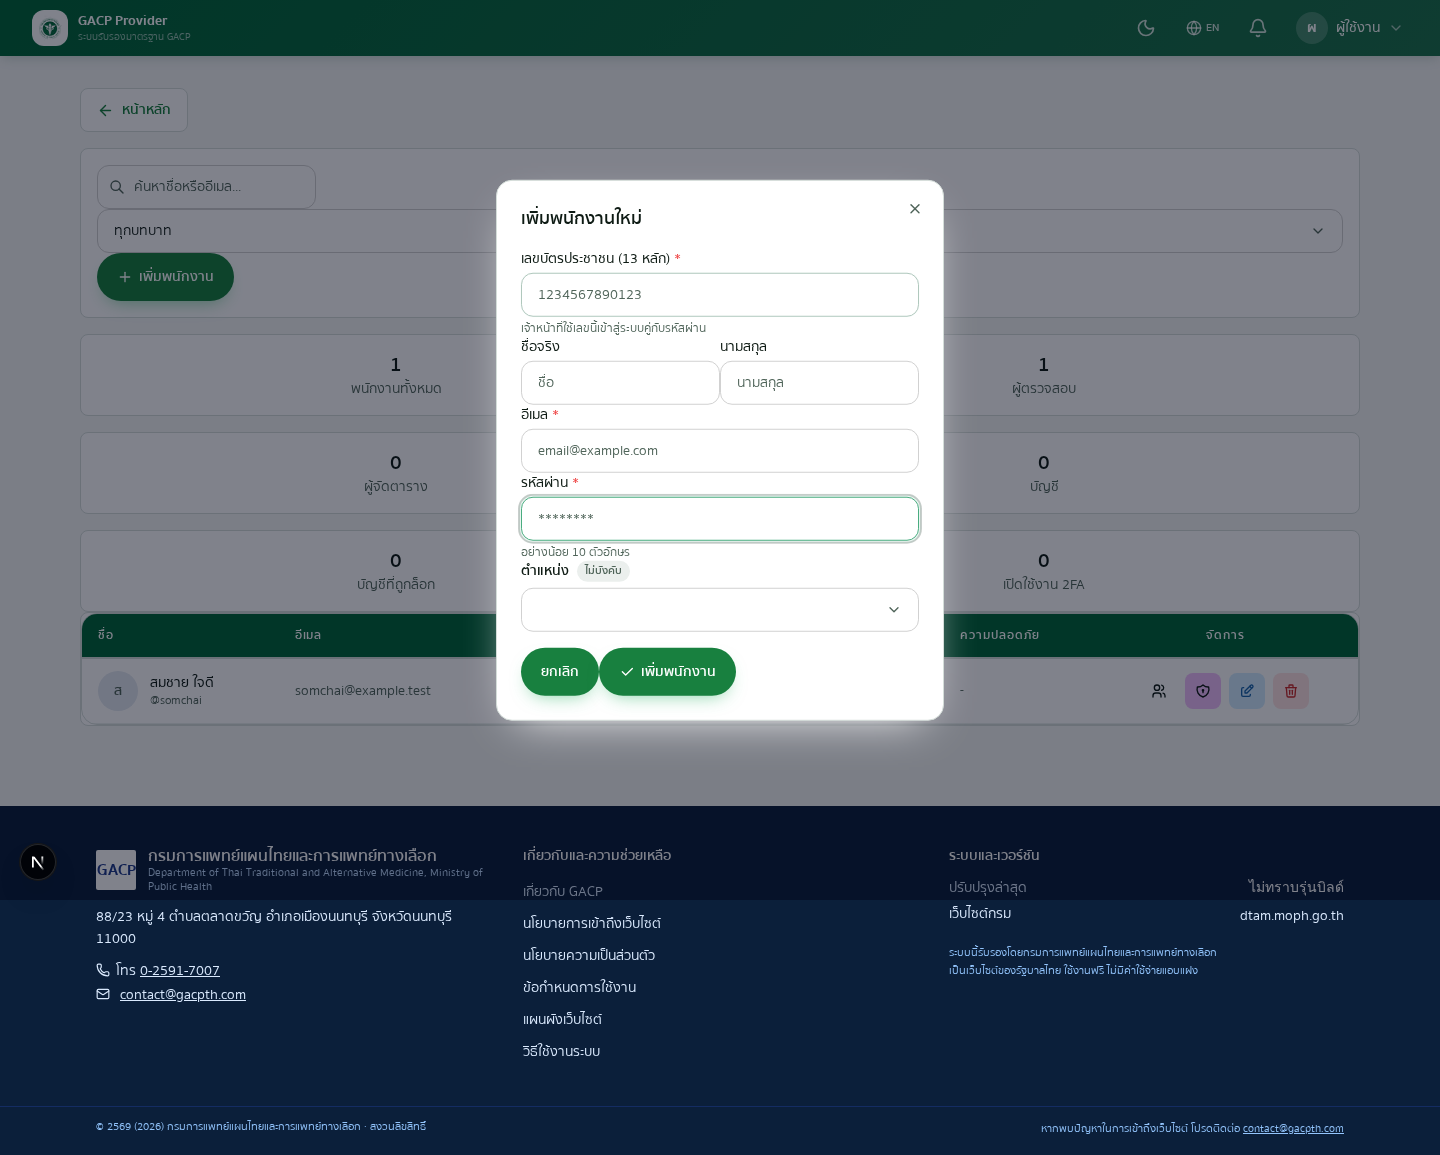 GACP Provider
ระบบรับรองมาตรฐาน GACP
EN
ผ
ผู้ใช้งาน
หน้าหลัก
ค้นหาชื่อหรืออีเมล...
ทุกบทบาท
เพิ่มพนักงาน
1
พนักงานทั้งหมด
1
ผู้ตรวจสอบ
0
ผู้จัดตาราง
0
บัญชี
0
บัญชีที่ถูกล็อก
0
เปิดใช้งาน 2FA
ชื่อ
อีเมล
ความปลอดภัย
จัดการ
ส
สมชาย ใจดี
@somchai
somchai@example.test
-
เพิ่มพนักงานใหม่
เลขบัตรประชาชน (13 หลัก) *
1234567890123
เจ้าหน้าที่ใช้เลขนี้เข้าสู่ระบบคู่กับรหัสผ่าน
ชื่อจริง
นามสกุล
ชื่อ
นามสกุล
อีเมล *
email@example.com
รหัสผ่าน *
********
อย่างน้อย 10 ตัวอักษร
ตำแหน่ง ไม่บังคับ
ยกเลิก
เพิ่มพนักงาน
N
GACP
กรมการแพทย์แผนไทยและการแพทย์ทางเลือก
Department of Thai Traditional and Alternative Medicine, Ministry of
Public Health
88/23 หมู่ 4 ตำบลตลาดขวัญ อำเภอเมืองนนทบุรี จังหวัดนนทบุรี
11000
โทร 0-2591-7007
contact@gacpth.com
เกี่ยวกับและความช่วยเหลือ
เกี่ยวกับ GACP
นโยบายการเข้าถึงเว็บไซต์
นโยบายความเป็นส่วนตัว
ข้อกำหนดการใช้งาน
แผนผังเว็บไซต์
วิธีใช้งานระบบ
ระบบและเวอร์ชัน
ปรับปรุงล่าสุด
ไม่ทราบรุ่นบิลด์
เว็บไซต์กรม
dtam.moph.go.th
ระบบนี้รับรองโดยกรมการแพทย์แผนไทยและการแพทย์ทางเลือก
เป็นเว็บไซต์ของรัฐบาลไทย ใช้งานฟรี ไม่มีค่าใช้จ่ายแอบแฝง
© 2569 (2026) กรมการแพทย์แผนไทยและการแพทย์ทางเลือก · สงวนลิขสิทธิ์
หากพบปัญหาในการเข้าถึงเว็บไซต์ โปรดติดต่อ contact@gacpth.com